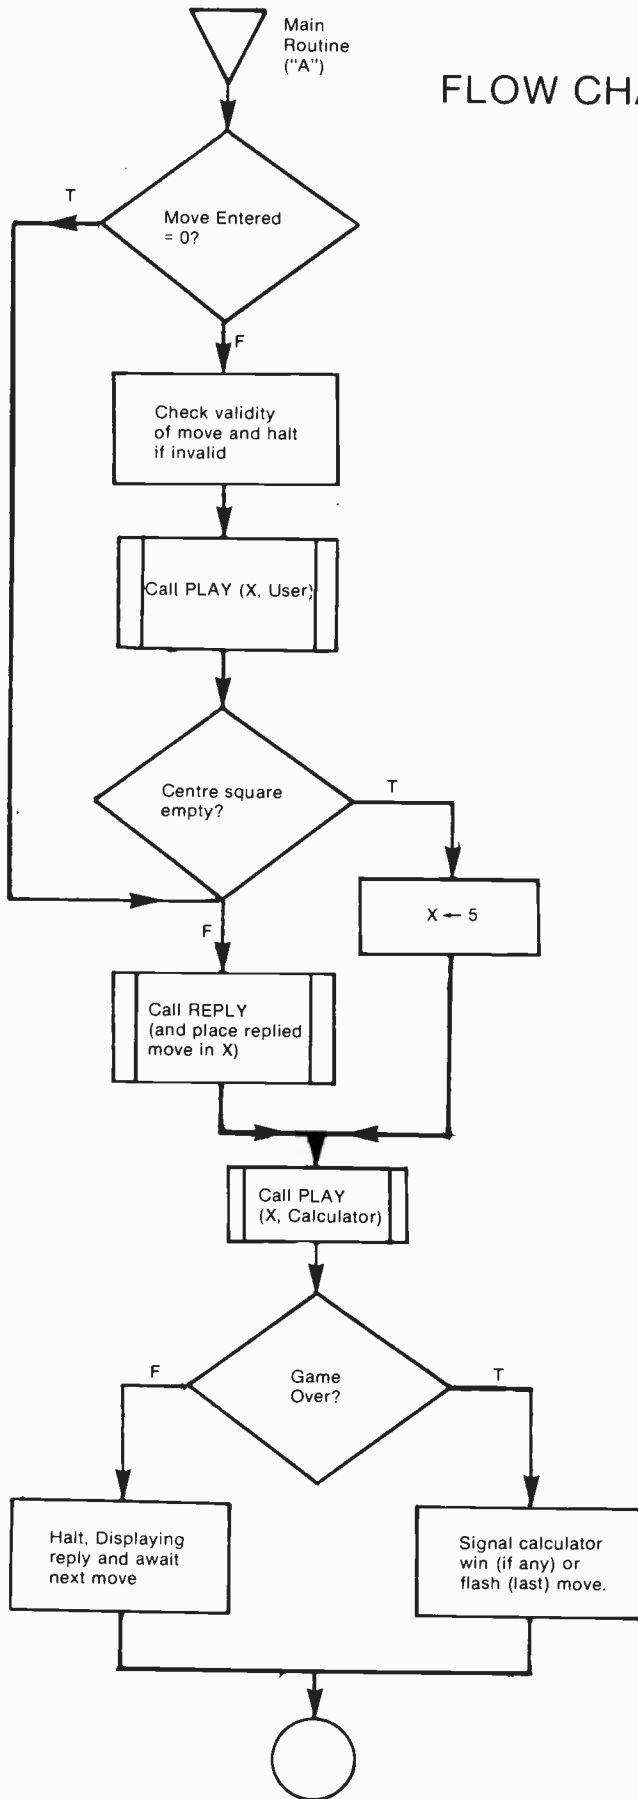 Main
Routine
("A")
FLOW CHA
T
Move Entered
= 0?
F
Check validity
of move and halt
if invalid
Call PLAY (X, User)
Centre square
empty?
T
X ← 5
F
Call REPLY
(and place replied
move in X)
Call PLAY
(X, Calculator)
F
Game
Over?
T
Halt, Displaying
reply and await
next move
Signal calculator
win (if any) or
flash (last) move.